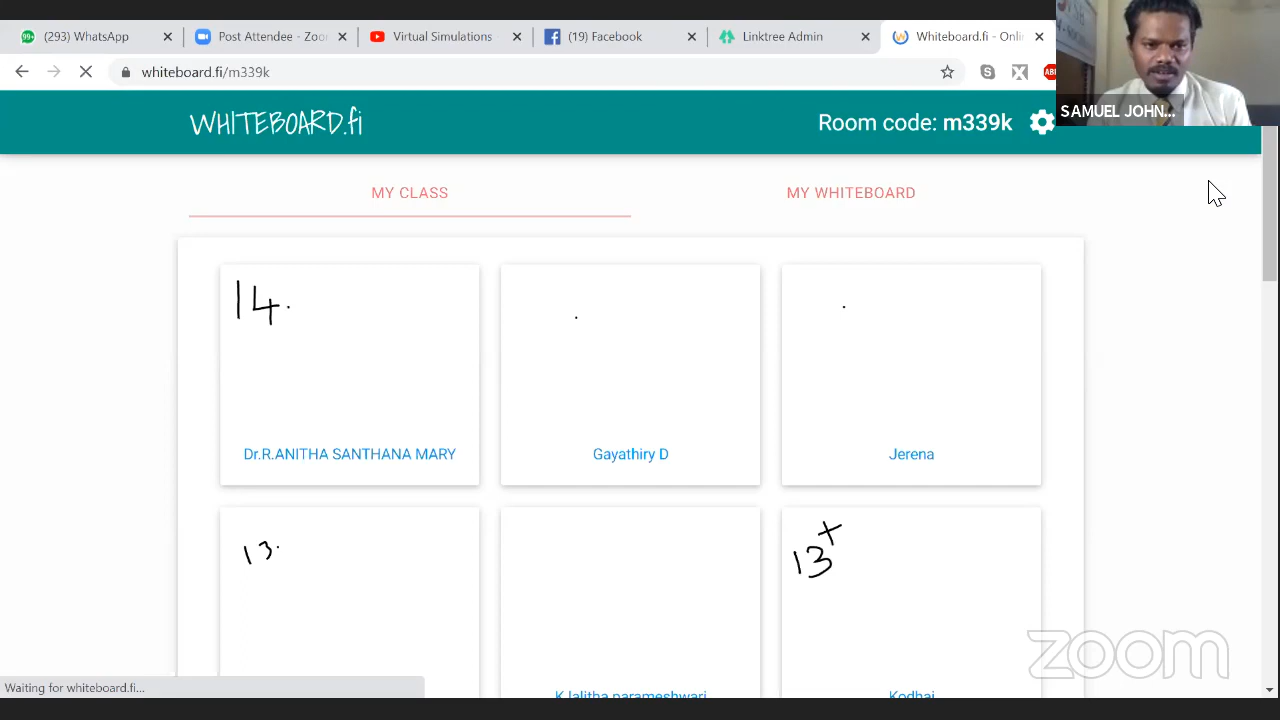 (293) WhatsApp
Post Attendee - Zoo
Virtual Simulations
(19) Facebook
Linktree Admin
Whiteboard.fi - Onli
whiteboard.fi/m339k
SAMUEL JOHN...
WHITEBOARD.fi
Room code: m339k
MY CLASS
MY WHITEBOARD
14.
Dr.R.ANITHA SANTHANA MARY
Gayathiry D
Jerena
13.
13+
K.lalitha parameshwari
Kodhai
Waiting for whiteboard.fi...
zoom